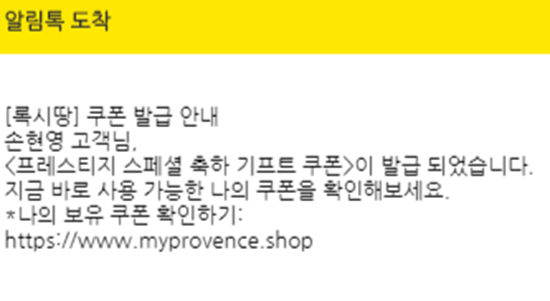 알림톡 도착
[록시땅] 쿠폰 발급 안내
손현영 고객님,
<프레스티지 스페셜 축하 기프트 쿠폰>이 발급 되었습니다.
지금 바로 사용 가능한 나의 쿠폰을 확인해보세요.
*나의 보유 쿠폰 확인하기:
https://www.myprovence.shop